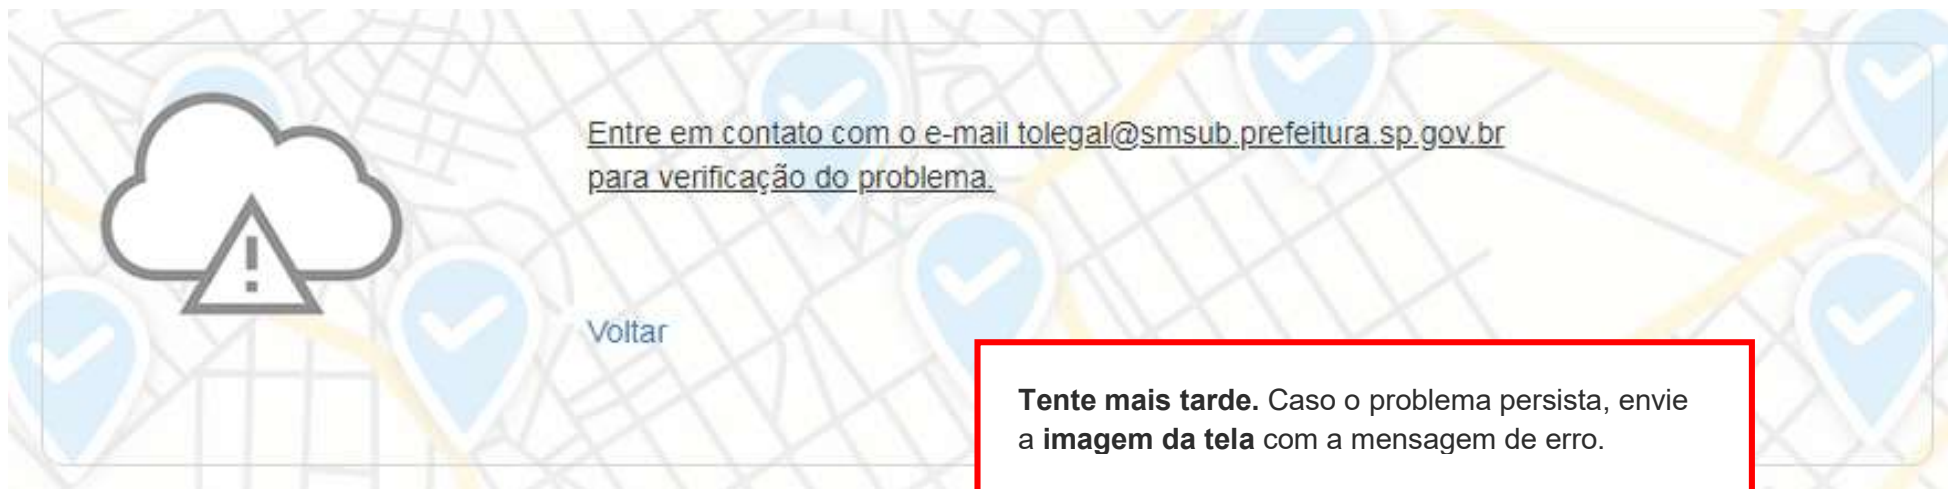 Entre em contato com o e-mail tolegal@smsub.prefeitura.sp.gov.br
para verificação do problema.
Voltar
Tente mais tarde. Caso o problema persista, envie
a imagem da tela com a mensagem de erro.